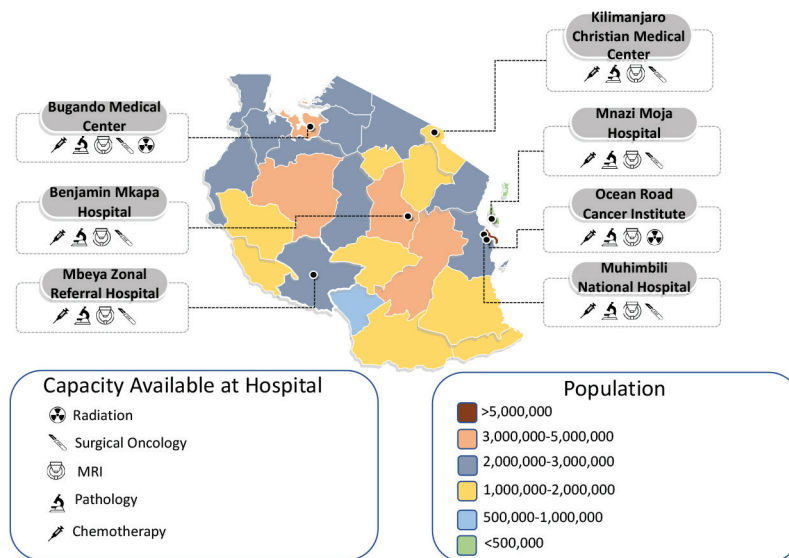 Kilimanjaro
Christian Medical
Center
Bugando Medical
Center
Mnazi Moja
Hospital
Benjamin Mkapa
Hospital
Ocean Road
Cancer Institute
Mbeya Zonal
Referral Hospital
Muhimbili
National Hospital
Capacity Available at Hospital
Radiation
Surgical Oncology
MRI
Pathology
Chemotherapy
Population
>5,000,000
3,000,000-5,000,000
2,000,000-3,000,000
1,000,000-2,000,000
500,000-1,000,000
<500,000